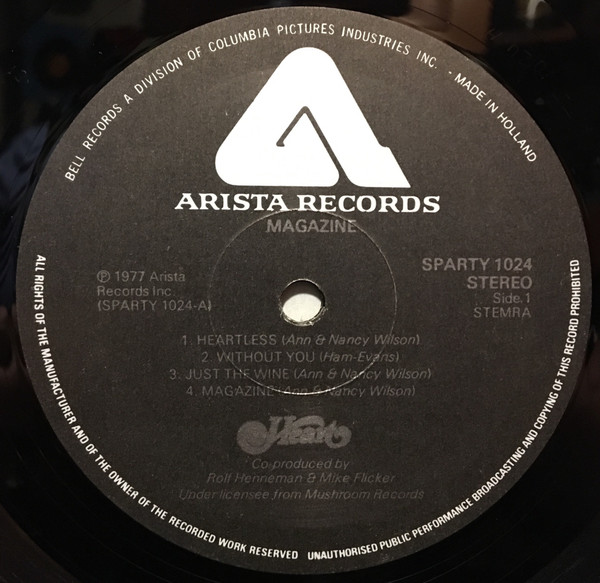 BELL RECORDS A DIVISION OF COLUMBIA PICTURES INDUSTRIES INC. · MADE IN HOLLAND
ARISTA RECORDS
MAGAZINE
℗ 1977 Arista
Records Inc.
(SPARTY 1024-A)
SPARTY 1024
STEREO
Side.1
STEMRA
1. HEARTLESS (Ann & Nancy Wilson)
2. WITHOUT YOU (Ham-Evans)
3. JUST THE WINE (Ann & Nancy Wilson)
4. MAGAZINE (Ann & Nancy Wilson)
Heart
Co-produced by
Rolf Henneman & Mike Flicker
Under licensee from Mushroom Records
ALL RIGHTS OF THE MANUFACTURER AND OF THE OWNER OF THE RECORDED WORK RESERVED UNAUTHORISED PUBLIC PERFORMANCE BROADCASTING AND COPYING OF THIS RECORD PROHIBITED